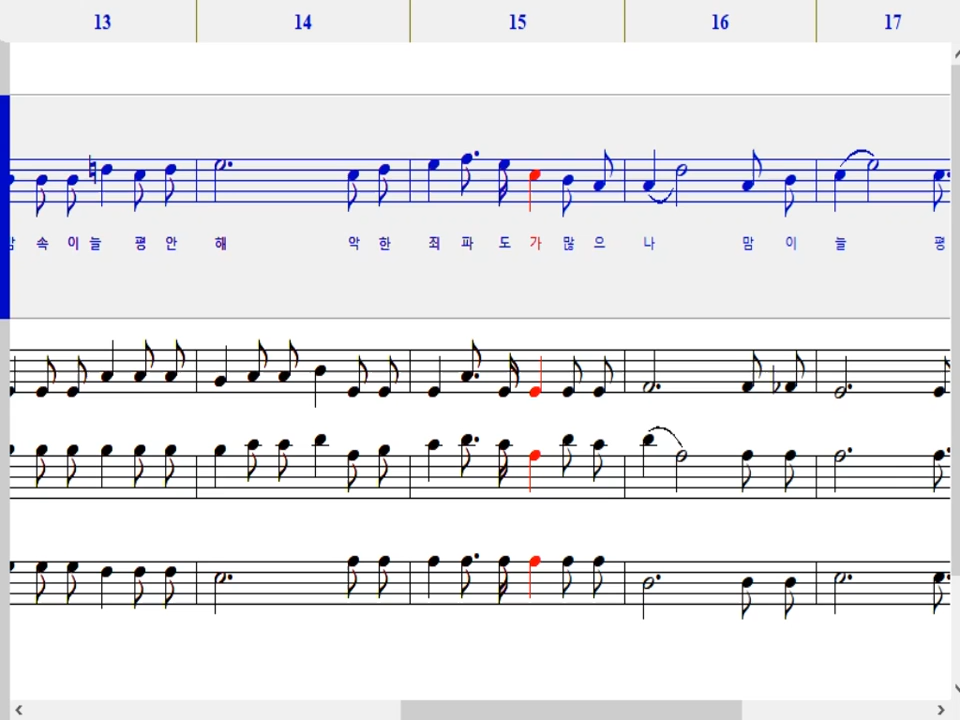 13 14 15 16 17
속 이 늘 평 안 해 악 한 죄 파 도 가 많 으 나 맘 이 늘 평